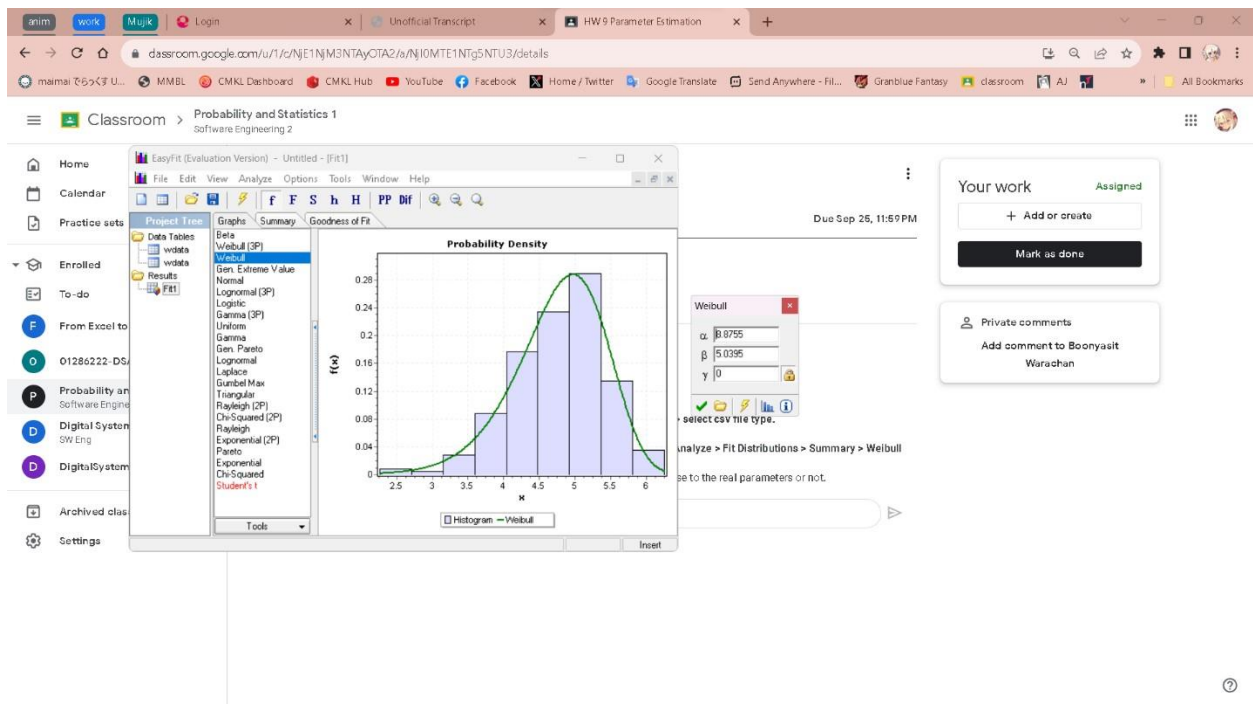 anim work Mujik Login Unofficial Transcript HW 9 Parameter Estimation
classroom.google.com/u/1/c/NjE1NjM3NTAyOTA2/a/NjI0MTE1NTg5NTU3/details
maimai でらっくす U... MMBL CMKL Dashboard CMKL Hub YouTube Facebook Home / Twitter Google Translate Send Anywhere - Fil... Granblue Fantasy classroom AJ » All Bookmarks
Classroom > Probability and Statistics 1
Software Engineering 2
Home
Calendar
Practice sets
Enrolled
To-do
F From Excel to
0 01286222-DS
P Probability an
Software Engine
D Digital System
SW Eng
D DigitalSystem
Archived clas
Settings
EasyFit (Evaluation Version) - Untitled - [Fit1]
File Edit View Analyze Options Tools Window Help
f F S h H PP Dif
Project Tree
Data Tables
wdata
wdata
Results
Fit1
Graphs Summary Goodness of Fit
Beta
Weibull (3P)
Weibull
Gen. Extreme Value
Normal
Lognormal (3P)
Logistic
Gamma (3P)
Uniform
Gamma
Gen. Pareto
Lognormal
Laplace
Gumbel Max
Triangular
Rayleigh (2P)
Chi-Squared (2P)
Rayleigh
Exponential (2P)
Pareto
Exponential
Chi-Squared
Student's t
Tools
Probability Density
f(x)
0.28
0.24
0.2
0.16
0.12
0.08
0.04
0
2.5 3 3.5 4 4.5 5 5.5 6
x
Histogram Weibull
Insert
Weibull
α 8.8755
β 5.0395
γ 0
Due Sep 25, 11:59 PM
select csv file type.
Analyze > Fit Distributions > Summary > Weibull
se to the real parameters or not.
Your work Assigned
+ Add or create
Mark as done
Private comments
Add comment to Boonyasit
Warachan